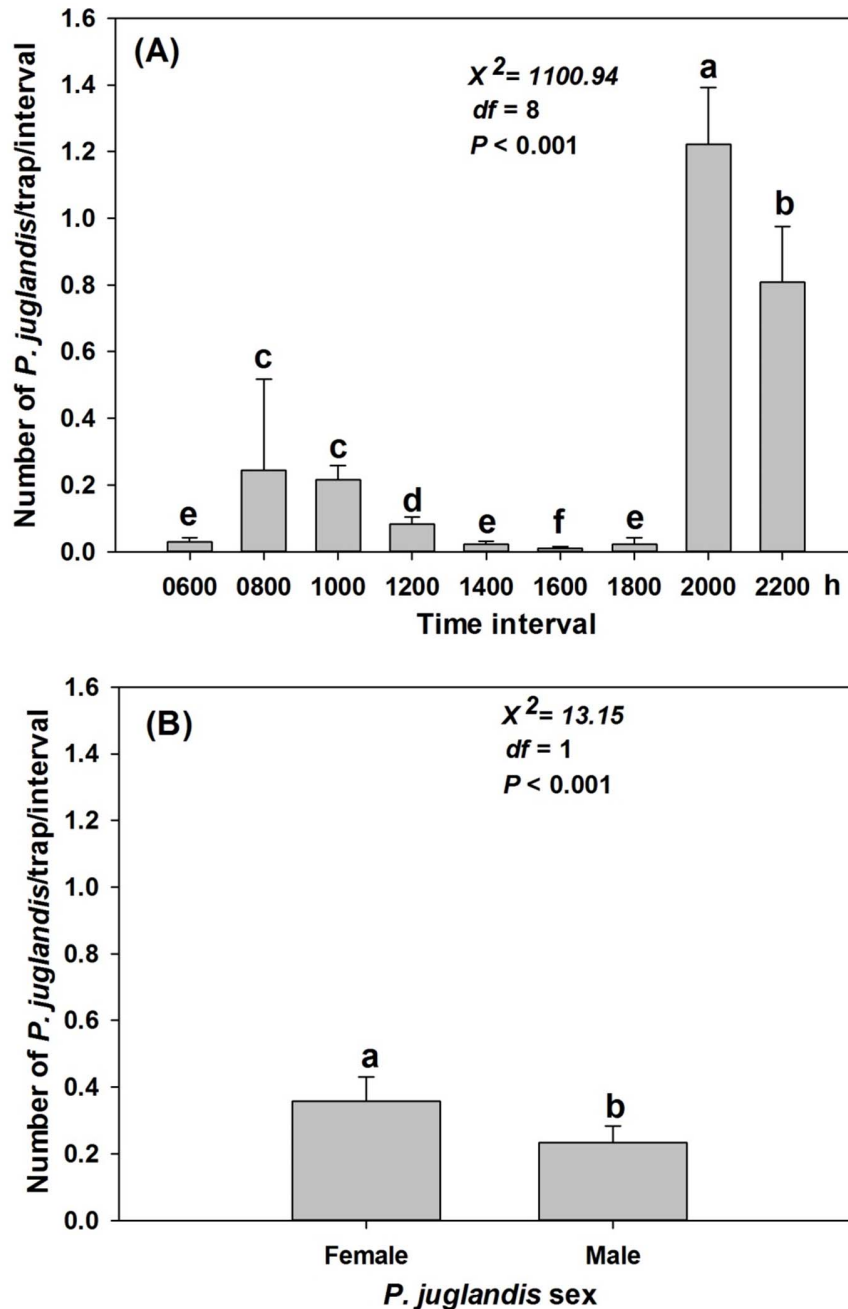 (A)
X 2= 1100.94
df = 8
P < 0.001
Number of P. juglandis/trap/interval
1.6
1.4
1.2
1.0
0.8
0.6
0.4
0.2
0.0
e
c
c
d
e
f
e
a
b
0600 0800 1000 1200 1400 1600 1800 2000 2200 h
Time interval
(B)
X 2= 13.15
df = 1
P < 0.001
Number of P. juglandis/trap/interval
1.6
1.4
1.2
1.0
0.8
0.6
0.4
0.2
0.0
a
b
Female Male
P. juglandis sex